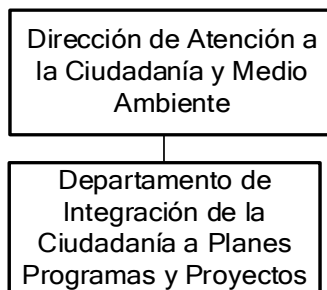 Dirección de Atención a
la Ciudadanía y Medio
Ambiente
Departamento de
Integración de la
Ciudadanía a Planes
Programas y Proyectos